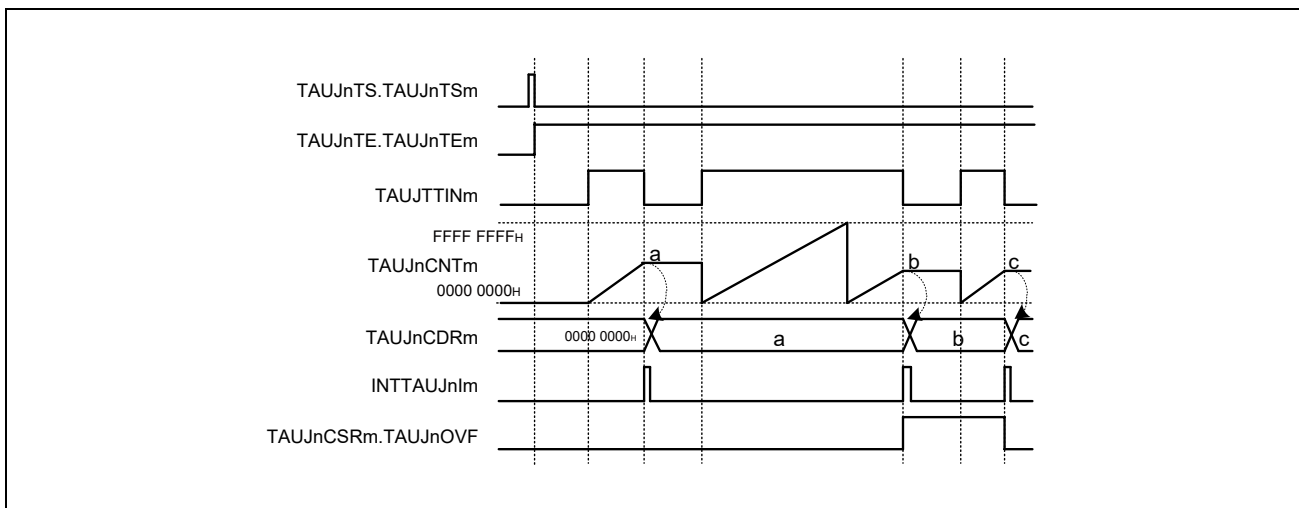 TAUJnTS.TAUJnTSm
TAUJnTE.TAUJnTEm
TAUJTTINm
FFFF FFFFH
TAUJnCNTm
a
b
c
0000 0000H
TAUJnCDRm
0000 0000H
a
b
c
INTTAUJnIm
TAUJnCSRm.TAUJnOVF